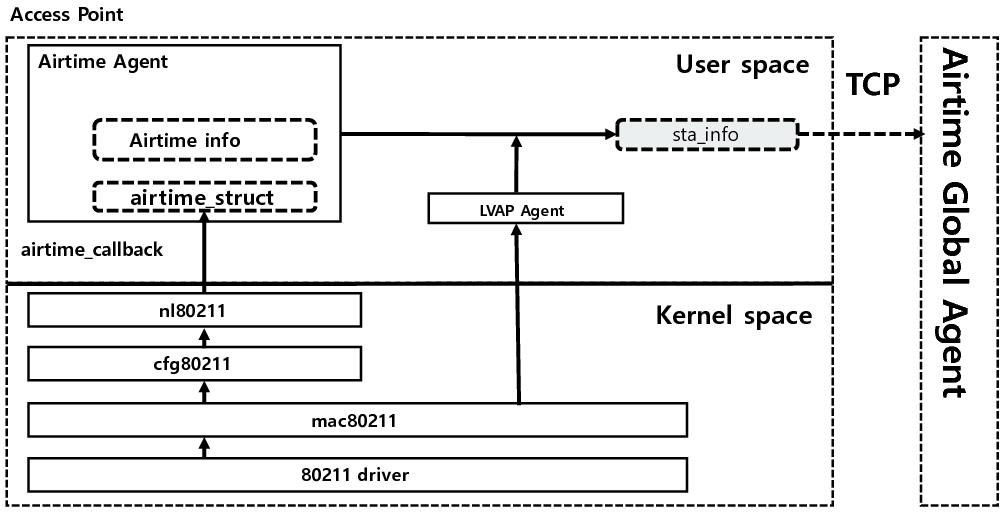 Access Point
Airtime Agent
User space
TCP
Airtime info
sta_info
airtime_struct
LVAP Agent
airtime_callback
nl80211
Kernel space
cfg80211
mac80211
80211 driver
Airtime Global Agent